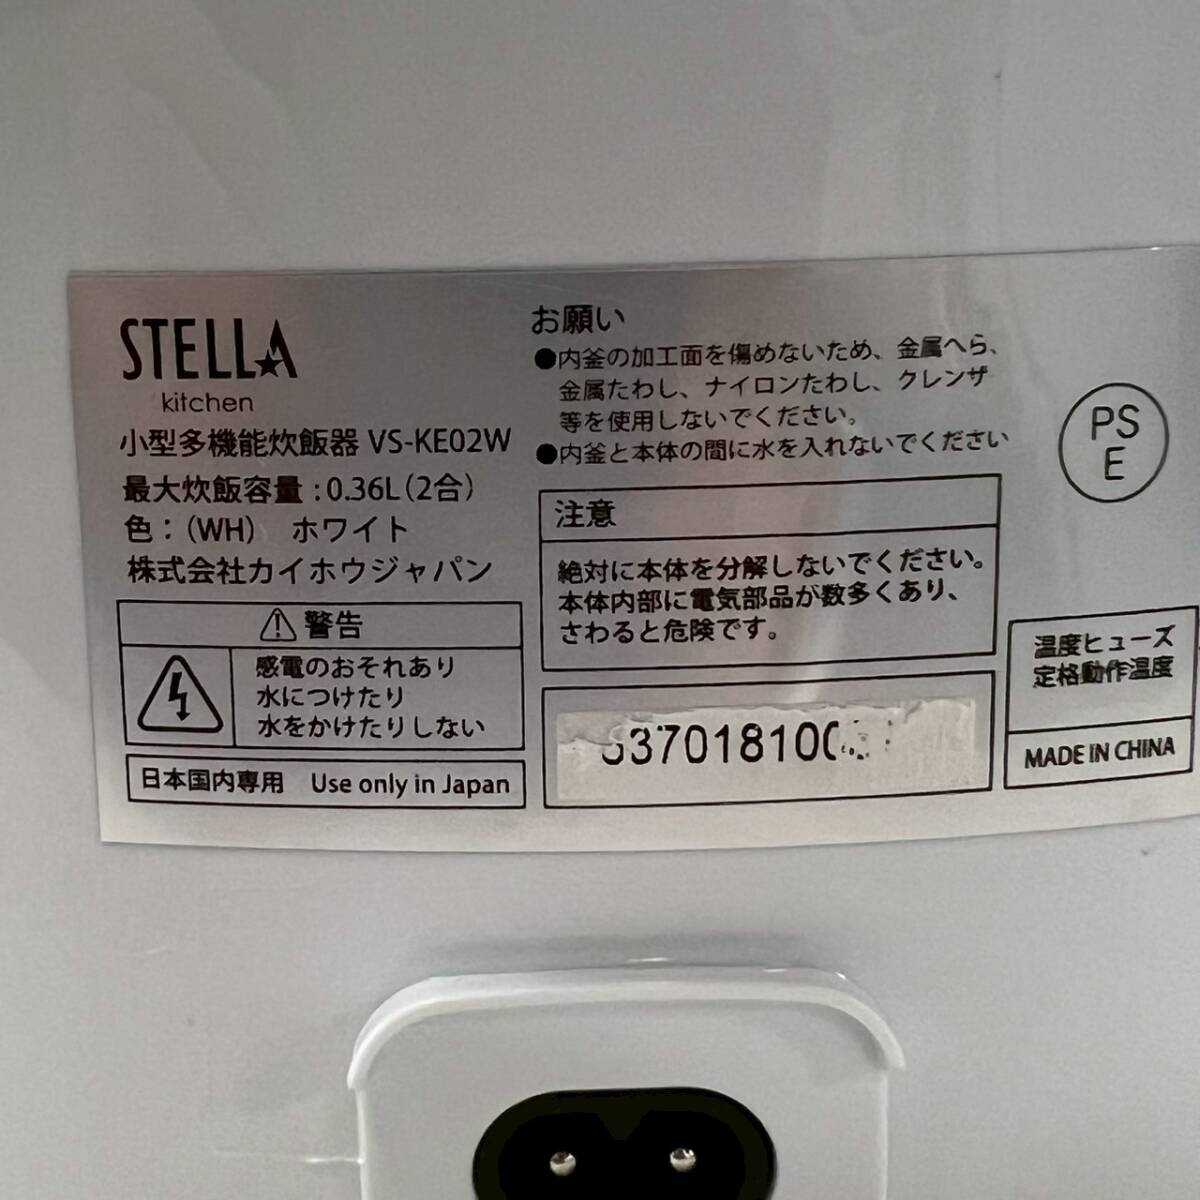 STELLA
kitchen
小型多機能炊飯器 VS-KE02W
最大炊飯容量：0.36L（2合）
色：（WH） ホワイト
株式会社カイホウジャパン
警告
感電のおそれあり
水につけたり
水をかけたりしない
日本国内専用 Use only in Japan
お願い
●内釜の加工面を傷めないため、金属へら、
金属たわし、ナイロンたわし、クレンザ
等を使用しないでください。
●内釜と本体の間に水を入れないでください
注意
絶対に本体を分解しないでください。
本体内部に電気部品が数多くあり、
さわると危険です。
PS
E
温度ヒューズ
定格動作温度
MADE IN CHINA